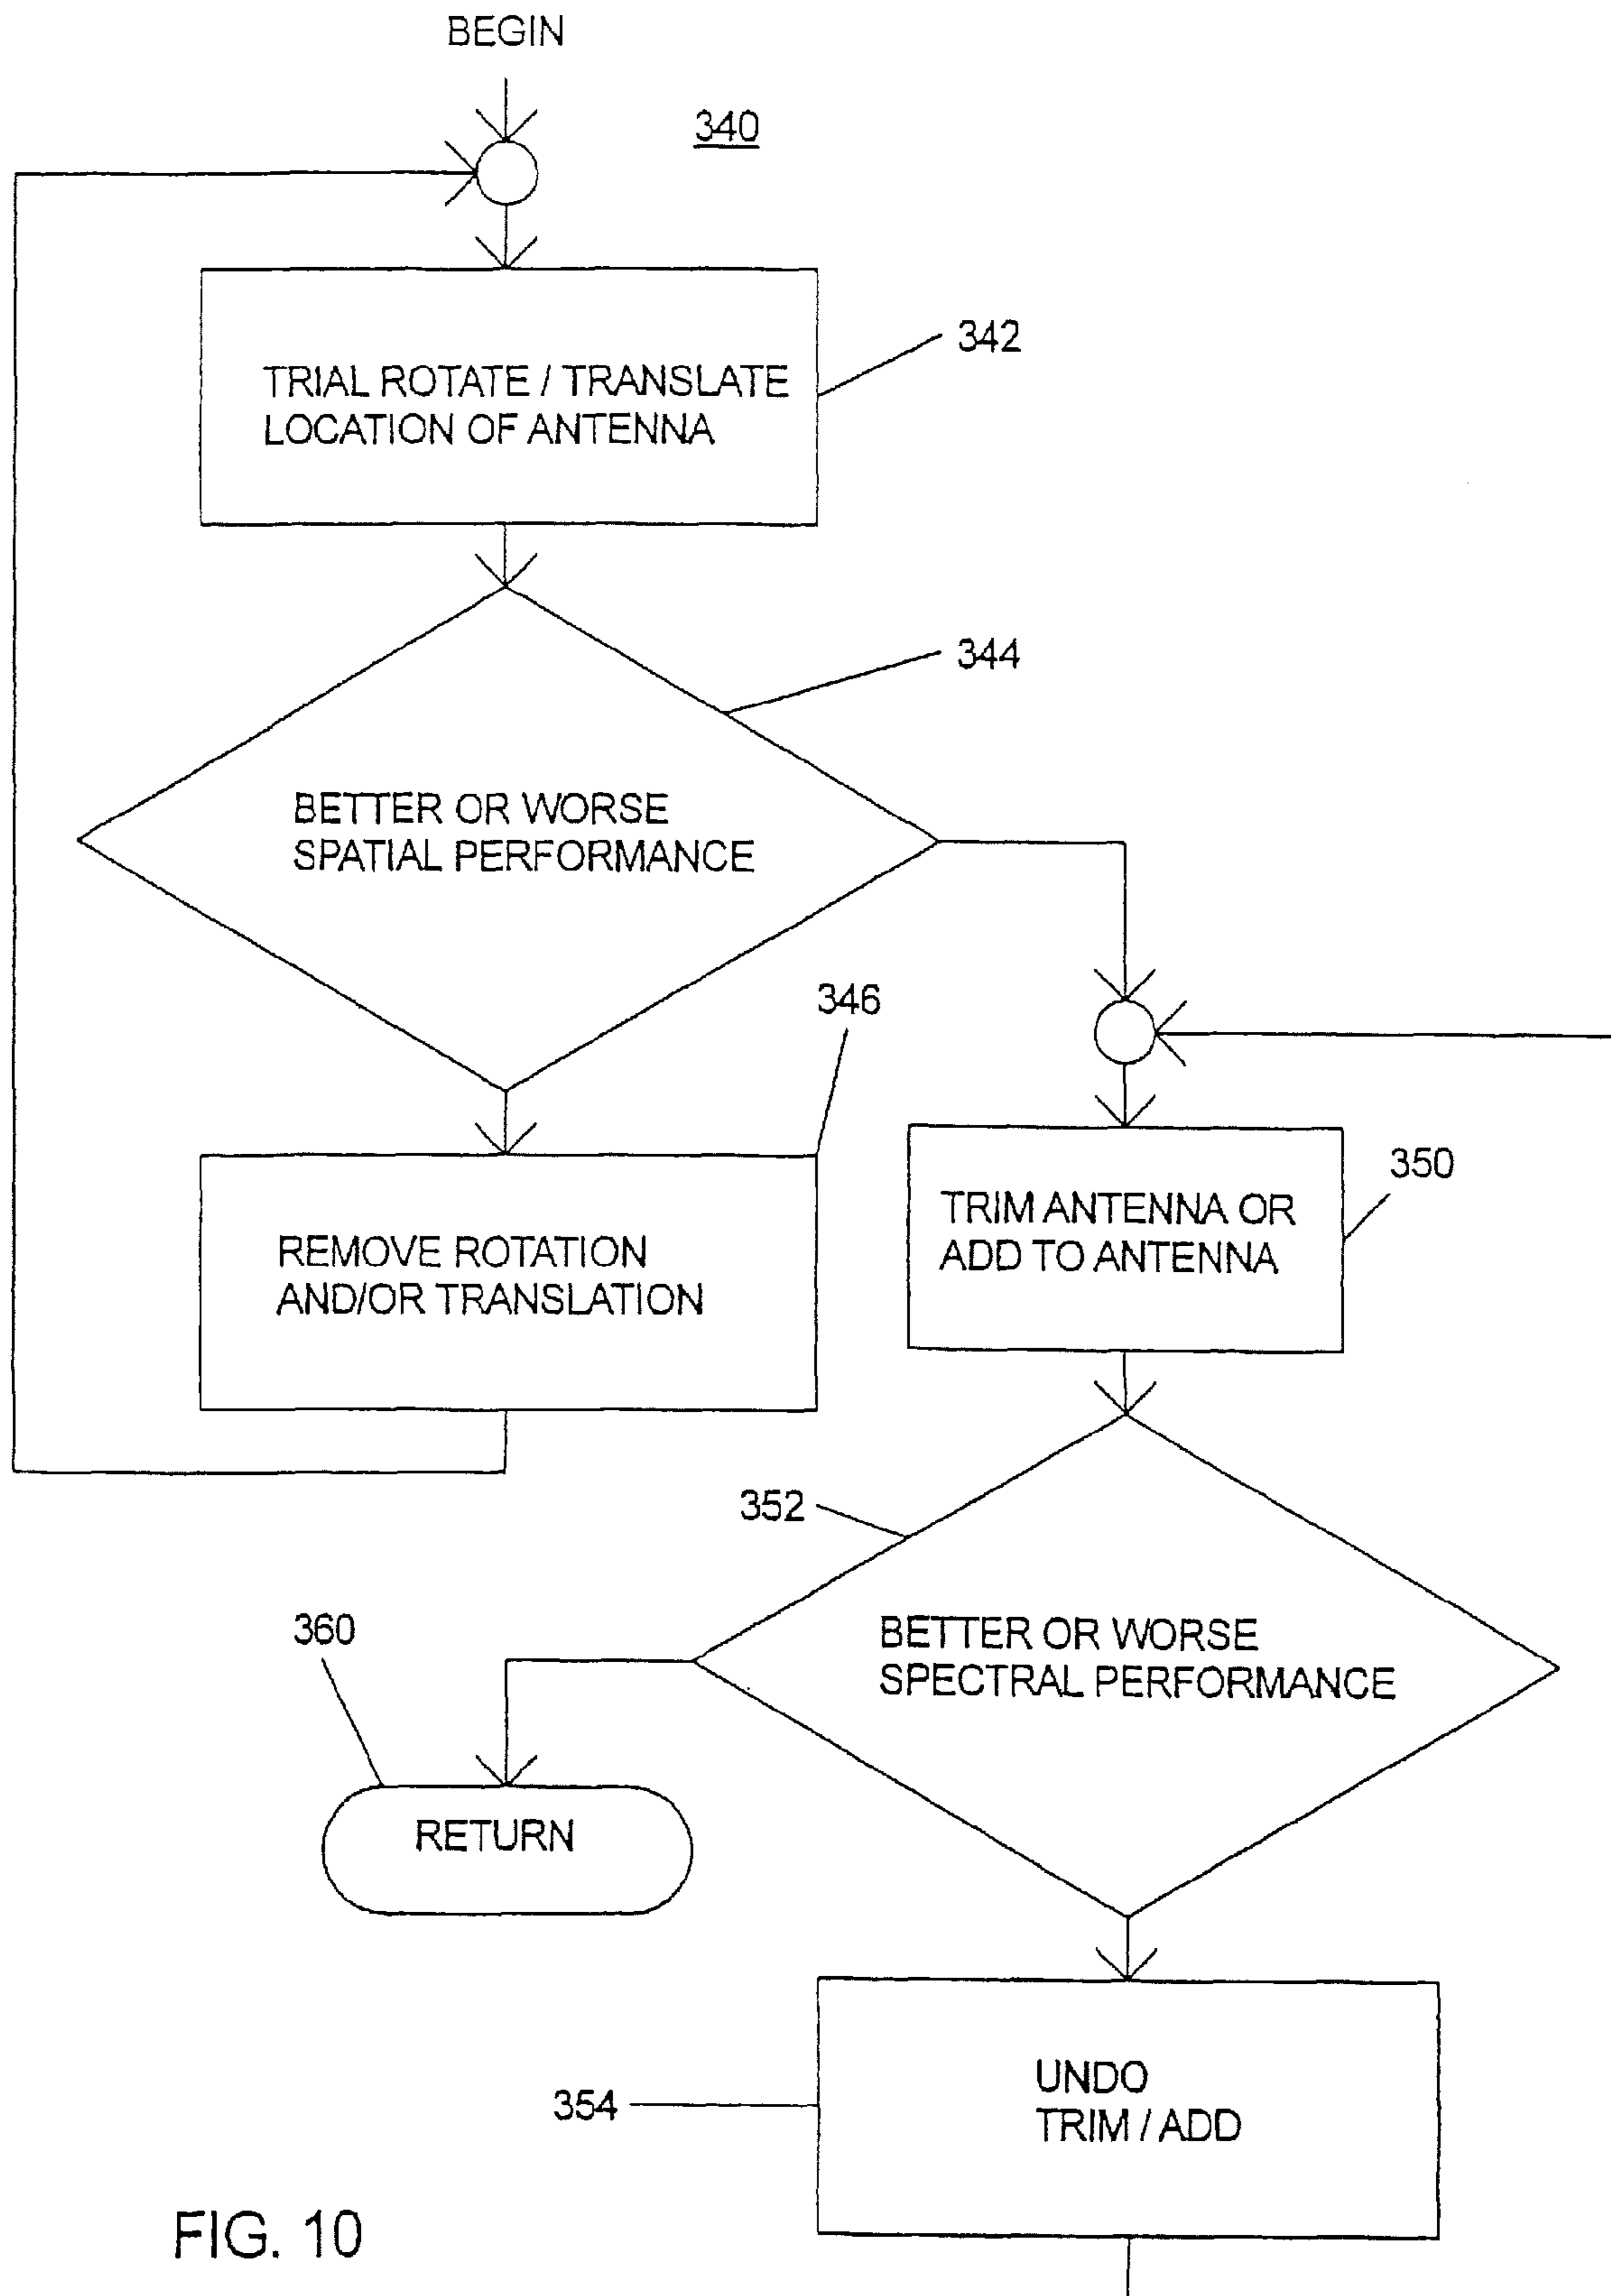 BEGIN
340
342
TRIAL ROTATE / TRANSLATE
LOCATION OF ANTENNA
344
BETTER OR WORSE
SPATIAL PERFORMANCE
346
REMOVE ROTATION
AND/OR TRANSLATION
350
TRIM ANTENNA OR
ADD TO ANTENNA
352
BETTER OR WORSE
SPECTRAL PERFORMANCE
360
RETURN
354
UNDO
TRIM / ADD
FIG. 10